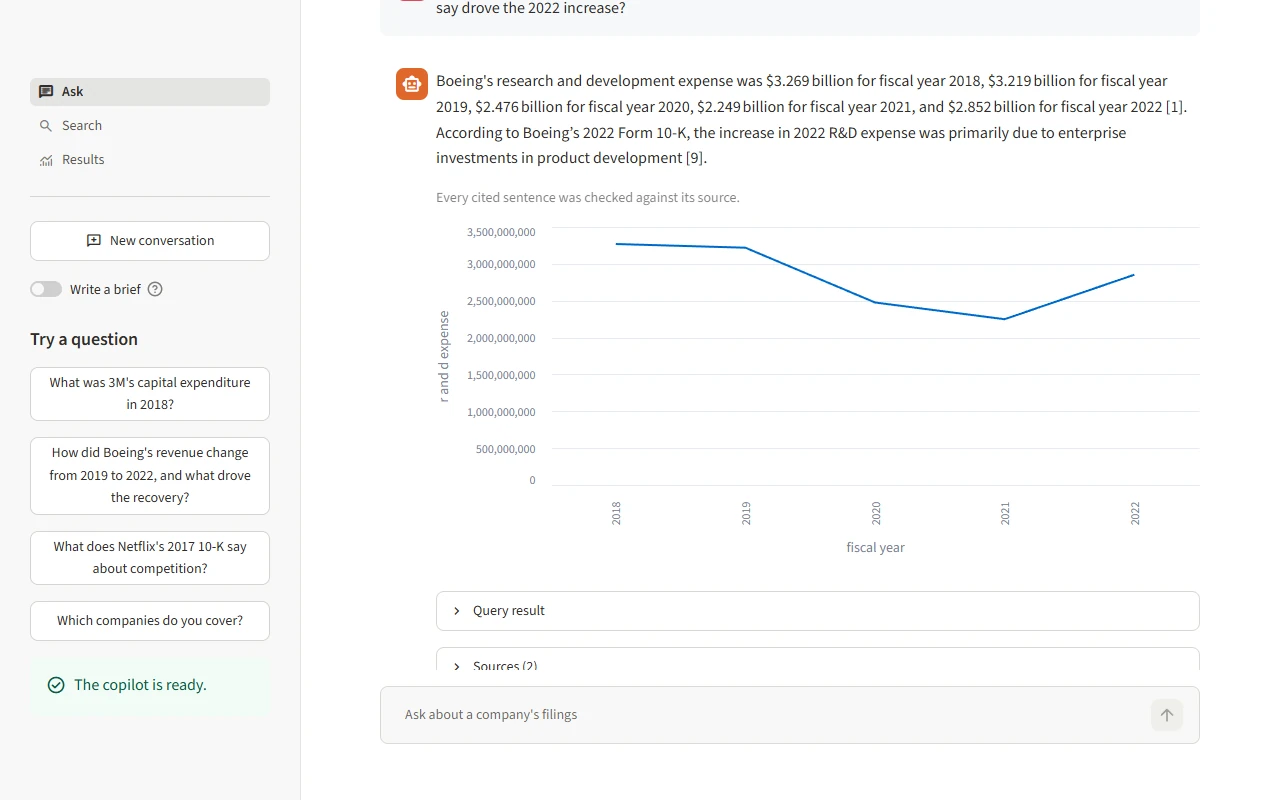 say drove the 2022 increase?
Ask
Search
Results
New conversation
Write a brief
Try a question
What was 3M's capital expenditure
in 2018?
How did Boeing's revenue change
from 2019 to 2022, and what drove
the recovery?
What does Netflix's 2017 10-K say
about competition?
Which companies do you cover?
The copilot is ready.
Boeing's research and development expense was $3.269 billion for fiscal year 2018, $3.219 billion for fiscal year
2019, $2.476 billion for fiscal year 2020, $2.249 billion for fiscal year 2021, and $2.852 billion for fiscal year 2022 [1].
According to Boeing’s 2022 Form 10-K, the increase in 2022 R&D expense was primarily due to enterprise
investments in product development [9].
Every cited sentence was checked against its source.
3,500,000,000
3,000,000,000
2,500,000,000
2,000,000,000
1,500,000,000
1,000,000,000
500,000,000
0
r and d expense
2018
2019
2020
2021
2022
fiscal year
Query result
Sources (2)
Ask about a company's filings